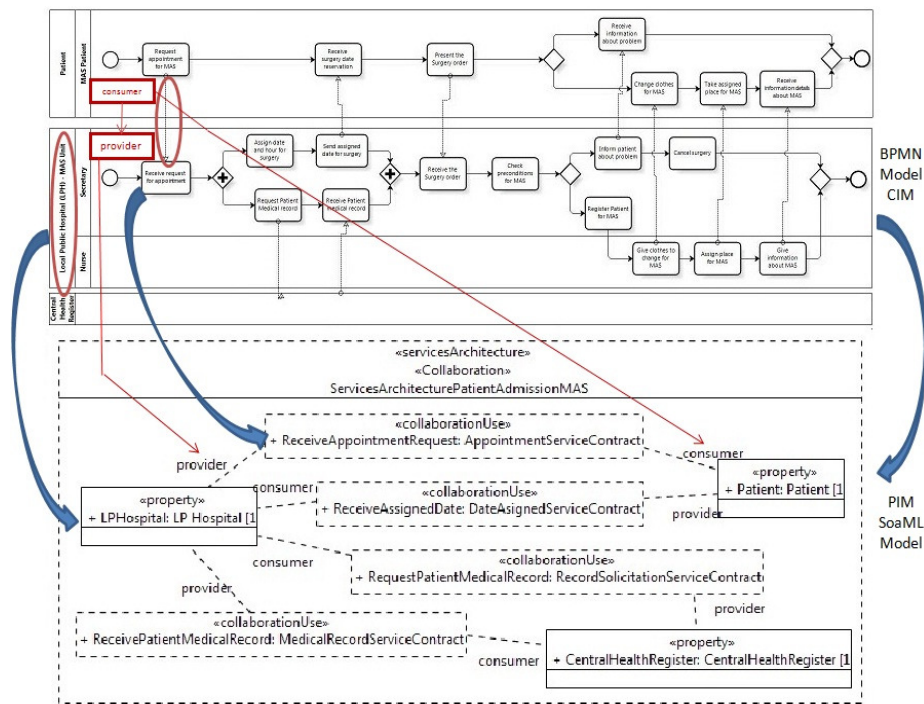 Patient
MAS Patient
Request
appointment
for MAS
Receive
surgery date
reservation
Present the
Surgery order
Receive
information
about problem
Change clothes
for MAS
Take assigned
place for MAS
Receive
information details
about MAS
consumer
provider
Local Public Hospital (LPH) - MAS Unit
Secretary
Receive request
for appointment
Assign date
and hour for
surgery
Send assigned
date for surgery
Request Patient
Medical record
Receive Patient
medical record
Receive the
Surgery order
Check
preconditions
for MAS
Inform patient
about problem
Cancel surgery
Register Patient
for MAS
Nurse
Give clothes to
change for
MAS
Assign place
for MAS
Give
information
about MAS
Central
Health
Register
BPMN
Model
CIM
«servicesArchitecture»
«Collaboration»
ServicesArchitecturePatientAdmissionMAS
«collaborationUse»
+ ReceiveAppointmentRequest: AppointmentServiceContract
provider
consumer
«property»
+ LPHospital: LP Hospital [1
consumer
«collaborationUse»
+ ReceiveAssignedDate: DateAsignedServiceContract
«property»
+ Patient: Patient [1
provider
PIM
SoaML
Model
consumer
«collaborationUse»
+ RequestPatientMedicalRecord: RecordSolicitationServiceContract
provider
provider
«collaborationUse»
+ ReceivePatientMedicalRecord: MedicalRecordServiceContract
consumer
«property»
+ CentralHealthRegister: CentralHealthRegister [1